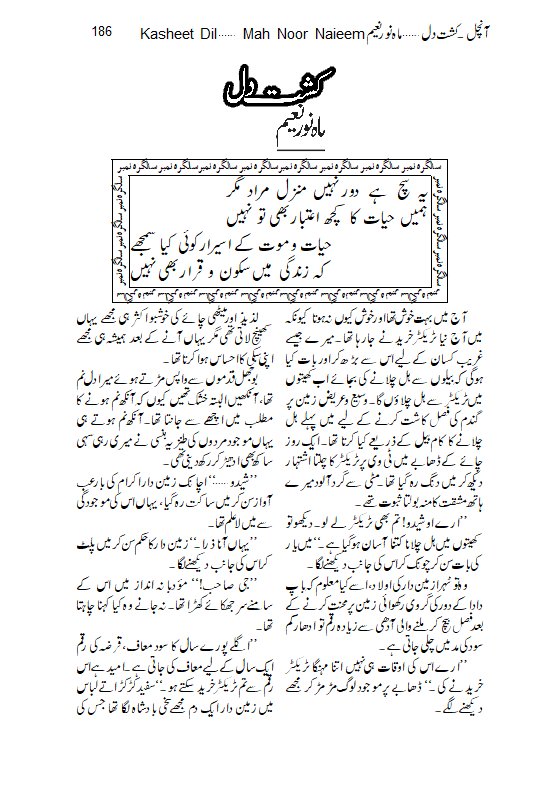 186 Kasheet Dil...... Mah Noor Naieem آنچل ۔ کشت دل ...... ماہ نور نعیم
کشت دل
ماہ نور نعیم
سالگرہ نمبر سالگرہ نمبر سالگرہ نمبر سالگرہ نمبر سالگرہ نمبر سالگرہ نمبر سالگرہ نمبر
یہ سچ ہے دور نہیں منزل مراد مگر
ہمیں حیات کا کچھ اعتبار بھی تو نہیں
حیات و موت کے اسرار کوئی کیا سمجھے
کہ زندگی میں سکون و قرار بھی نہیں
آج میں بہت خوش تھا اور خوش کیوں نہ ہوتا کیونکہ
میں آج نیا ٹریکٹر خریدنے جا رہا تھا۔ میرے جیسے
غریب کسان کے لیے اس سے بڑھ کر اور بات کیا
ہوگی کہ بیلوں سے ہل چلانے کی بجائے اب کھیتوں
میں ٹریکٹر سے ہل چلاؤں گا۔ وسیع و عریض زمین پر
گندم کی فصل کاشت کرنے کے لیے میں پہلے ہل
چلانے کا کام بیل کے ذریعے کیا کرتا تھا۔ ایک روز
چائے کے ڈھابے میں ٹی وی پر ٹریکٹر کا چلتا اشتہار
دیکھ کر میں دنگ رہ گیا تھا۔ مٹی سے گرد آلود میرے
ہاتھ مشقت کا منہ بولتا ثبوت تھے۔
”ارے او شیدو! تم بھی ٹریکٹر لے لو۔ دیکھو تو
کھیتوں میں ہل چلانا کتنا آسان ہوگیا ہے۔“ میں یار
کی بات سن کر چونک کر اس کی جانب دیکھنے لگا۔
وہ تو ٹھہرا زمین دار کی اولاد، اسے کیا معلوم کہ باپ
دادا کے دور کی گروی رکھوائی زمین پر محنت کرنے کے
بعد فصل بیچ کر ملنے والی آدھی سے زیادہ رقم تو ادھار کم
سود کی مد میں چلی جاتی ہے۔
”ارے اس کی اوقات ہی نہیں اتنا مہنگا ٹریکٹر
خریدنے کی۔“ ڈھابے پر موجود لوگ مڑ مڑ کر مجھے
دیکھنے لگے۔
لذیذ اور میٹھی چائے کی خوشبو اکثر ہی مجھے یہاں
کھینچ لاتی تھی مگر یہاں آنے کے بعد ہمیشہ ہی مجھے
اپنی سبکی کا احساس ہوا کرتا تھا۔
بوجھل قدموں سے واپس مڑتے ہوئے میرا دل نم
تھا، آنکھیں البتہ خشک تھیں کیوں کہ آنکھ نم ہونے کا
مطلب میں اچھے سے جانتا تھا۔ آنکھ نم ہوتے ہی
یہاں موجود مردوں کی طنزیہ ہنسی نے میری رہی سہی
ساکھ بھی ادھیڑ کر رکھ دینی تھی۔
”شیدو......“ اچانک زمین دار اکرام کی بارعب
آواز سن کر میں ساکت رہ گیا، یہاں اس کی موجودگی
سے میں لاعلم تھا۔
”یہاں آنا ذرا۔“ زمین دار کا حکم سن کر میں پلٹ
کر اس کی جانب دیکھنے لگا۔
”جی صاحب!“ مؤدبانہ انداز میں اس کے
سامنے سر جھکائے کھڑا تھا۔ نہ جانے وہ کیا کہنا چاہتا
تھا۔
”اگلے پورے سال کا سود معاف، قرضہ کی رقم
ایک سال کے لیے معاف کی جاتی ہے۔ امید ہے اس
رقم سے تم ٹریکٹر خرید سکتے ہو۔“ سفید کڑکڑاتے لباس
میں زمین دار ایک دم مجھے سخی بادشاہ لگا تھا جس کی